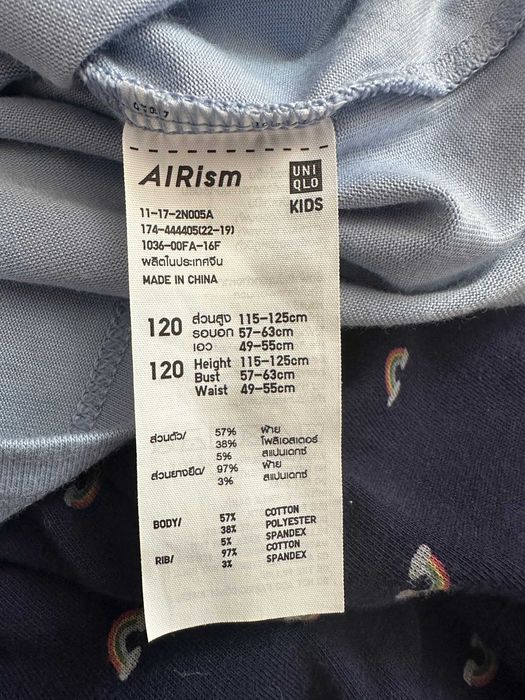 AIRism
UNI
QLO
KIDS
11-17-2N005A
174-444405(22-19)
1036-00FA-16F
ผลิตในประเทศจีน
MADE IN CHINA
120 ส่วนสูง 115-125cm
รอบอก 57-63cm
เอว 49-55cm
120 Height 115-125cm
Bust 57-63cm
Waist 49-55cm
ส่วนตัว/ 57% ฝ้าย
38% โพลีเอสเตอร์
5% สแปนเดกซ์
ส่วนยางยืด/ 97% ฝ้าย
3% สแปนเดกซ์
BODY/ 57% COTTON
38% POLYESTER
5% SPANDEX
RIB/ 97% COTTON
3% SPANDEX